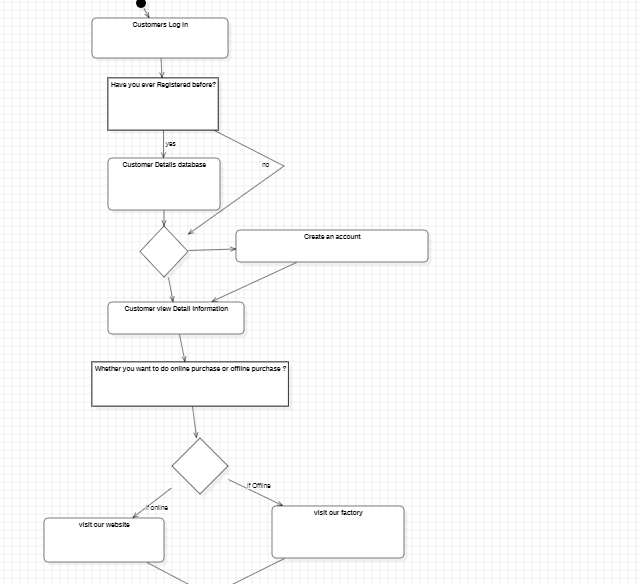 Customers Log In
Have you ever Registered before?
yes
no
Customer Details database
Create an account
Customer view Detail Information
Whether you want to do online purchase or offline purchase ?
if Offline
if online
visit our website
visit our factory